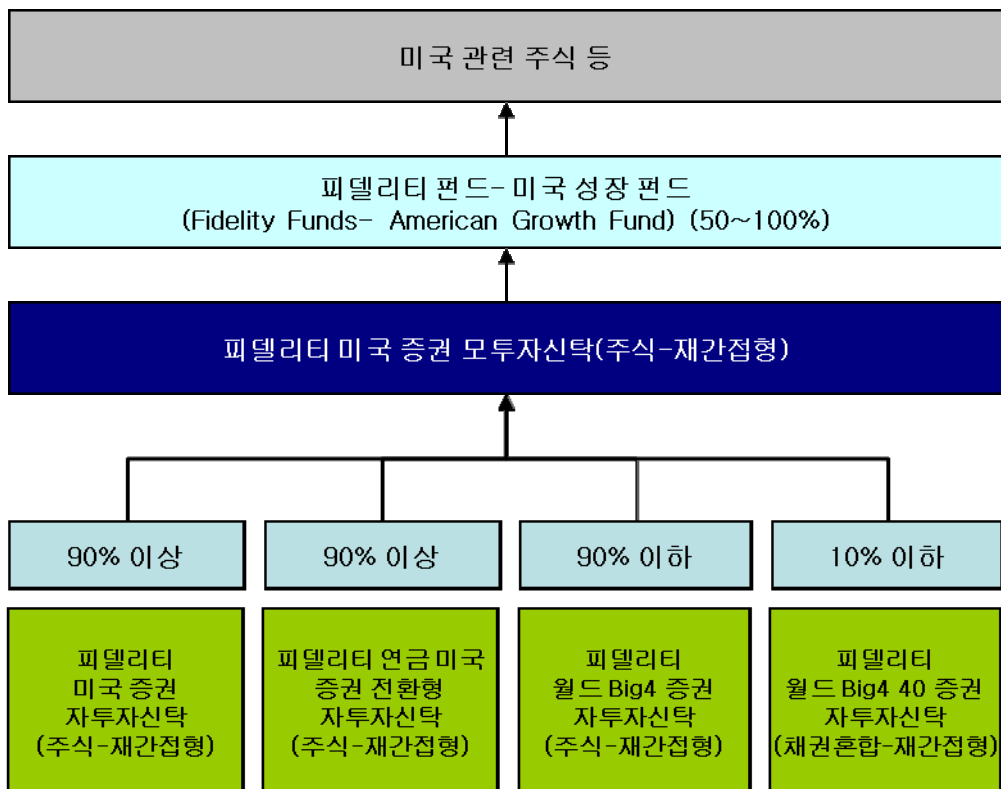 미국 관련 주식 등
피델리티 펀드- 미국 성장 펀드
(Fidelity Funds- American Growth Fund) (50~100%)
피델리티 미국 증권 모투자신탁(주식-재간접형)
90% 이상
90% 이상
90% 이하
10% 이하
피델리티
미국 증권
자투자신탁
(주식-재간접형)
피델리티 연금 미국
증권 전환형
자투자신탁
(주식-재간접형)
피델리티
월드 Big4 증권
자투자신탁
(주식-재간접형)
피델리티
월드 Big4 40 증권
자투자신탁
(채권혼합-재간접형)